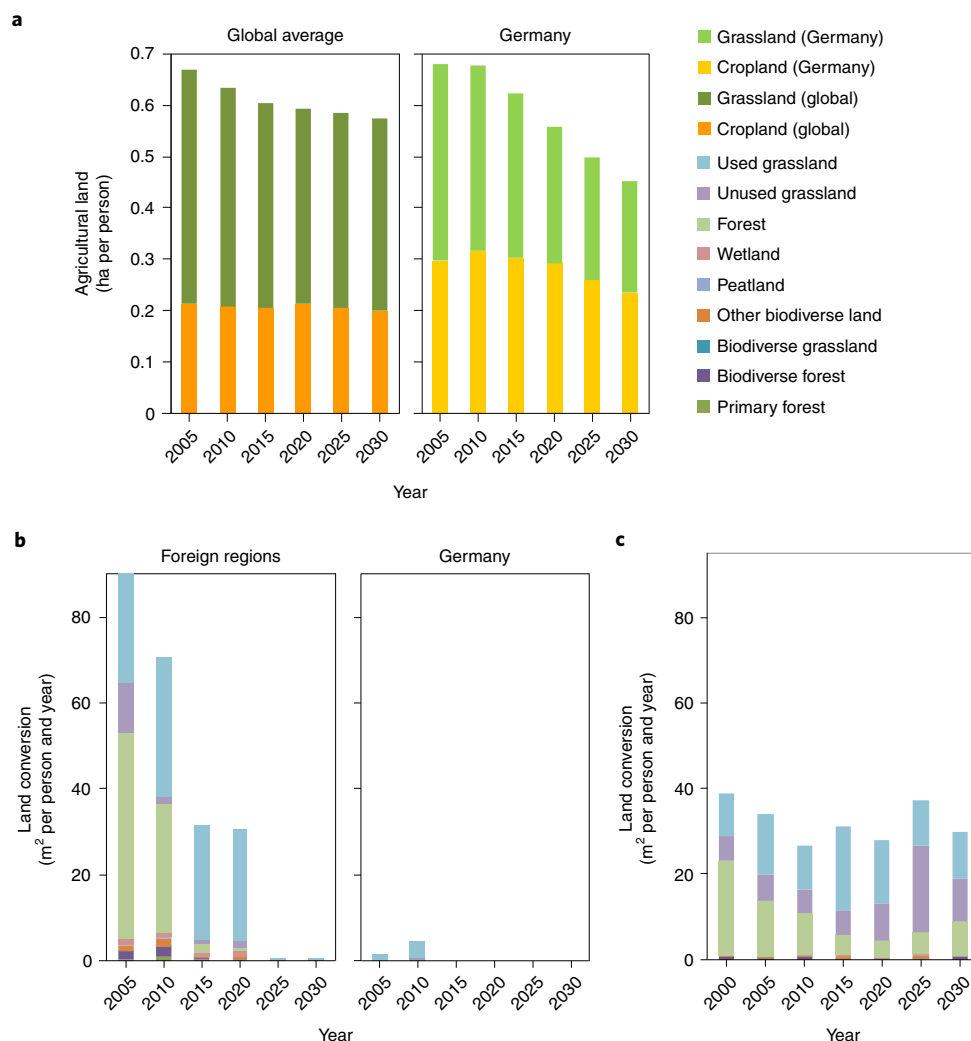 a
Global average
Germany
0.7
0.6
0.5
0.4
0.3
0.2
0.1
0
Agricultural land
(ha per person)
2005 2010 2015 2020 2025 2030
2005 2010 2015 2020 2025 2030
Year
Grassland (Germany)
Cropland (Germany)
Grassland (global)
Cropland (global)
Used grassland
Unused grassland
Forest
Wetland
Peatland
Other biodiverse land
Biodiverse grassland
Biodiverse forest
Primary forest
b
Foreign regions
Germany
80
60
40
20
0
Land conversion
(m² per person and year)
2005 2010 2015 2020 2025 2030
2005 2010 2015 2020 2025 2030
Year
c
80
60
40
20
0
Land conversion
(m² per person and year)
2000 2005 2010 2015 2020 2025 2030
Year